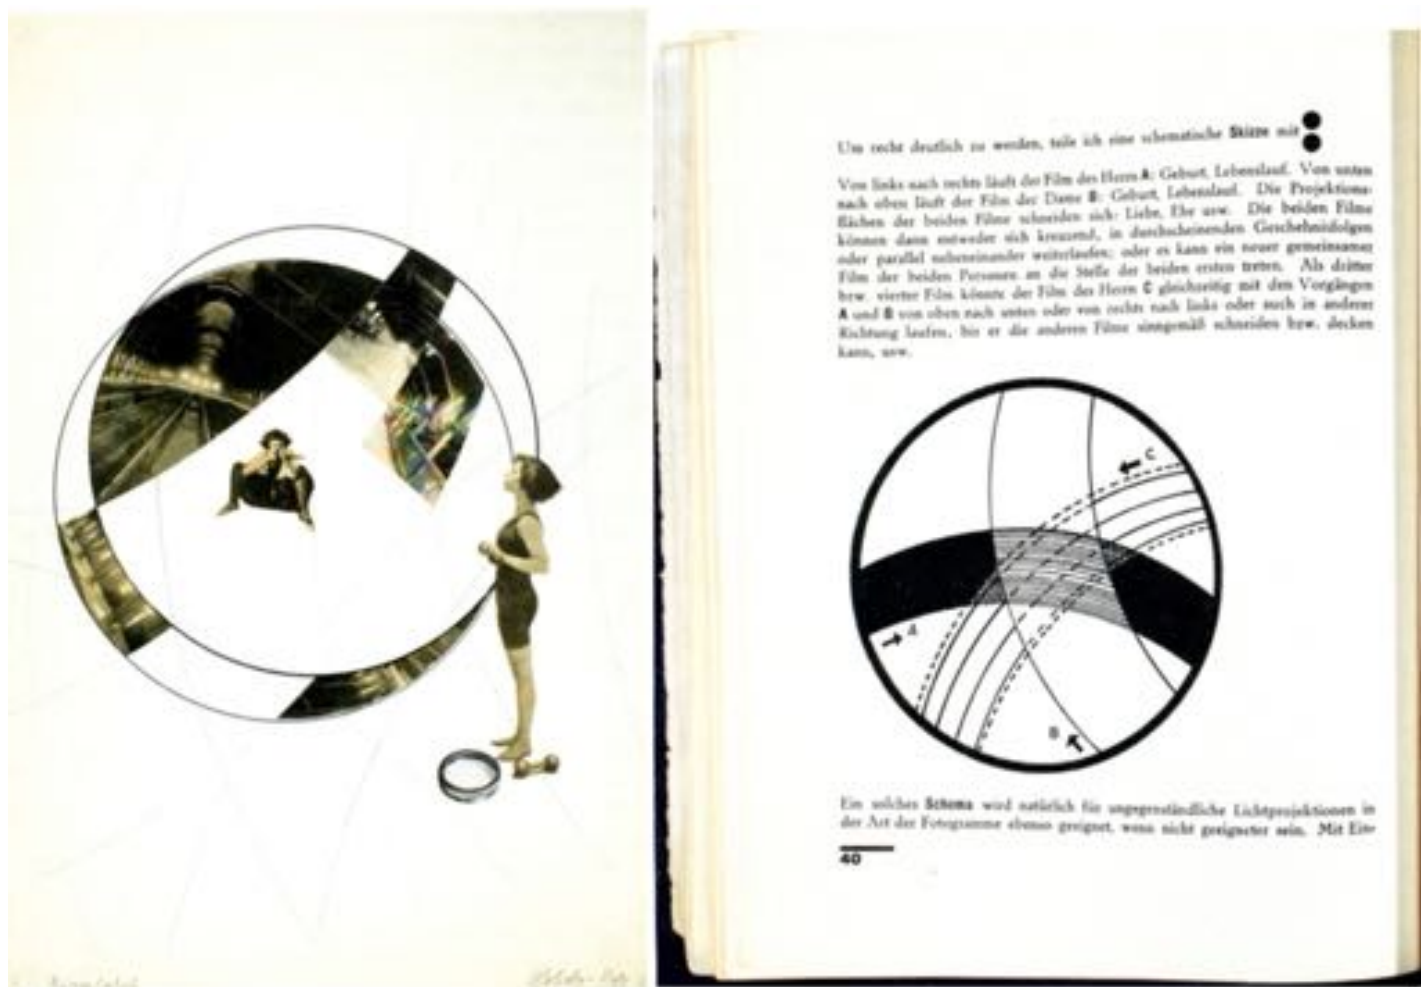 Um recht deutlich zu werden, teile ich eine schematische Skizze mit:
Von links nach rechts läuft der Film des Herrn A: Geburt, Lebenslauf. Von unten
nach oben läuft der Film der Dame B: Geburt, Lebenslauf. Die Projektions-
flächen der beiden Filme schneiden sich: Liebe, Ehe usw. Die beiden Filme
können dann entweder sich kreuzend, in durchscheinenden Geschehnisfolgen
oder parallel nebeneinander weiterlaufen; oder es kann ein neuer gemeinsamer
Film der beiden Personen an die Stelle der beiden ersten treten. Als dritter
bzw. vierter Film könnte der Film des Herrn C gleichzeitig mit den Vorgängen
A und B von oben nach unten oder von rechts nach links oder auch in anderer
Richtung laufen, bis er die anderen Filme sinngemäß schneiden bzw. decken
kann, usw.
C
A
B
Ein solches Schema wird natürlich für ungegenständliche Lichtprojektionen in
der Art der Fotogramme ebenso geeignet, wenn nicht geeigneter sein. Mit Ein-
40